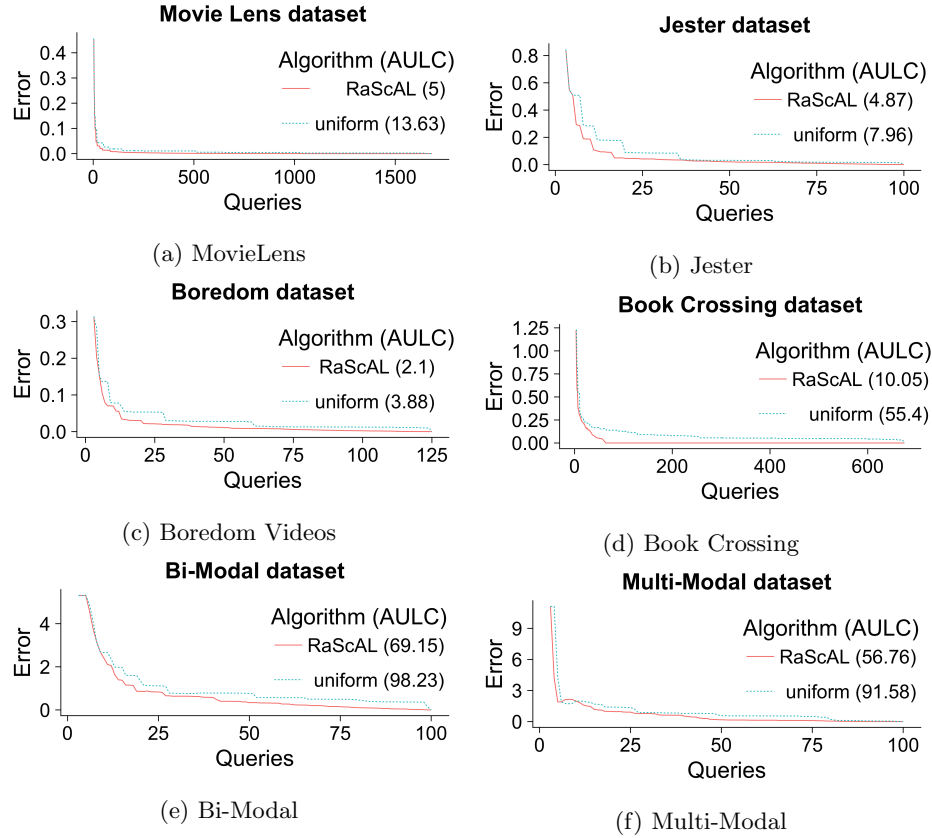 Movie Lens dataset
Error
0.4
0.3
0.2
0.1
0.0
Algorithm (AULC)
RaScAL (5)
uniform (13.63)
0 500 1000 1500
Queries
(a) MovieLens
Jester dataset
Error
0.8
0.6
0.4
0.2
0.0
Algorithm (AULC)
RaScAL (4.87)
uniform (7.96)
0 25 50 75 100
Queries
(b) Jester
Boredom dataset
Error
0.3
0.2
0.1
0.0
Algorithm (AULC)
RaScAL (2.1)
uniform (3.88)
0 25 50 75 100 125
Queries
(c) Boredom Videos
Book Crossing dataset
Error
1.25
1.00
0.75
0.50
0.25
0.00
Algorithm (AULC)
RaScAL (10.05)
uniform (55.4)
0 200 400 600
Queries
(d) Book Crossing
Bi-Modal dataset
Error
4
2
0
Algorithm (AULC)
RaScAL (69.15)
uniform (98.23)
0 25 50 75 100
Queries
(e) Bi-Modal
Multi-Modal dataset
Error
9
6
3
0
Algorithm (AULC)
RaScAL (56.76)
uniform (91.58)
0 25 50 75 100
Queries
(f) Multi-Modal